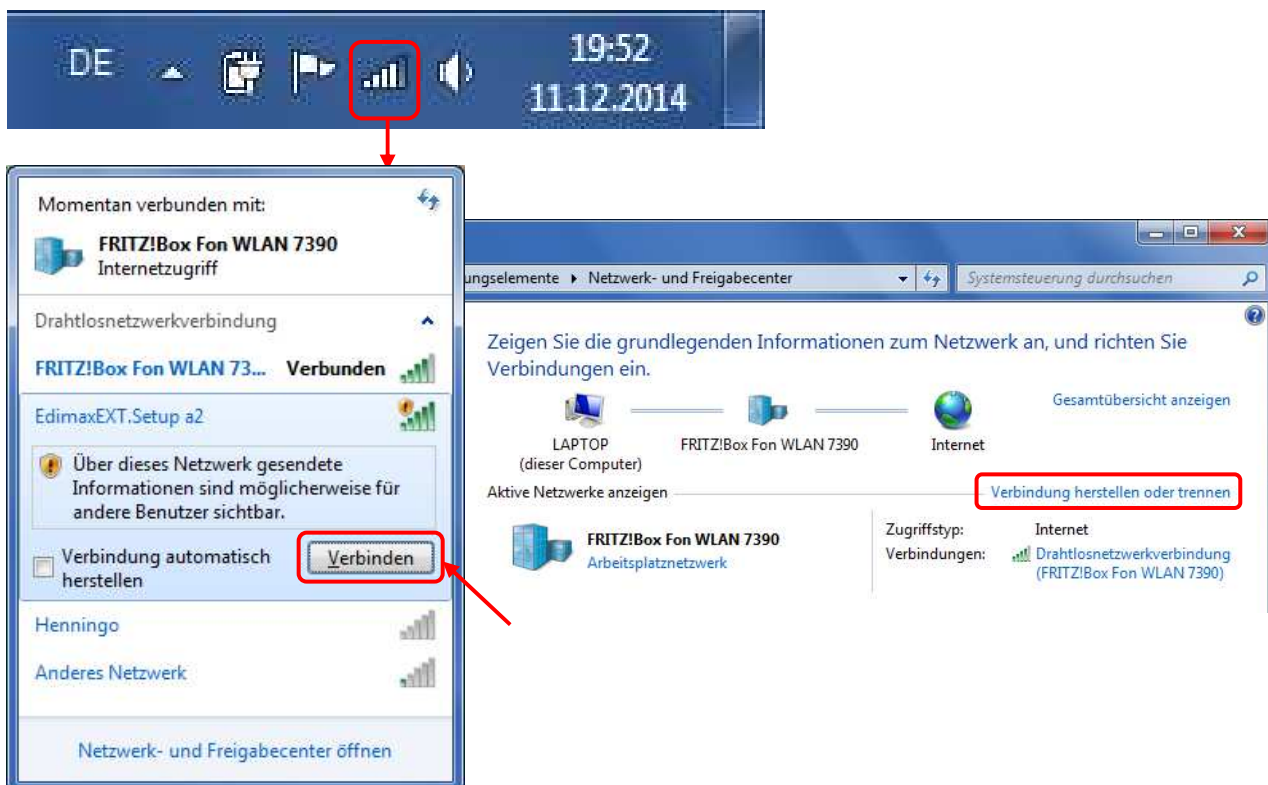 DE
19:52
11.12.2014
Momentan verbunden mit:
FRITZ!Box Fon WLAN 7390
Internetzugriff
Drahtlosnetzwerkverbindung
FRITZ!Box Fon WLAN 73... Verbunden
EdimaxEXT.Setup a2
Über dieses Netzwerk gesendete
Informationen sind möglicherweise für
andere Benutzer sichtbar.
Verbindung automatisch
herstellen
Verbinden
Henningo
Anderes Netzwerk
Netzwerk- und Freigabecenter öffnen
ungselemente Netzwerk- und Freigabecenter
Systemsteuerung durchsuchen
Zeigen Sie die grundlegenden Informationen zum Netzwerk an, und richten Sie
Verbindungen ein.
Gesamtübersicht anzeigen
LAPTOP
(dieser Computer)
FRITZ!Box Fon WLAN 7390
Internet
Aktive Netzwerke anzeigen
Verbindung herstellen oder trennen
FRITZ!Box Fon WLAN 7390
Arbeitsplatznetzwerk
Zugriffstyp: Internet
Verbindungen: Drahtlosnetzwerkverbindung
(FRITZ!Box Fon WLAN 7390)